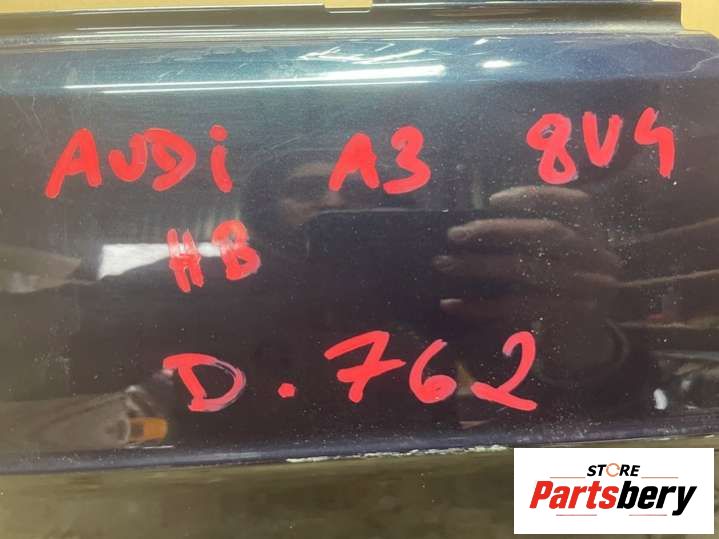 AUDi A3 8V4
HB
D.762
STORE
Partsbery